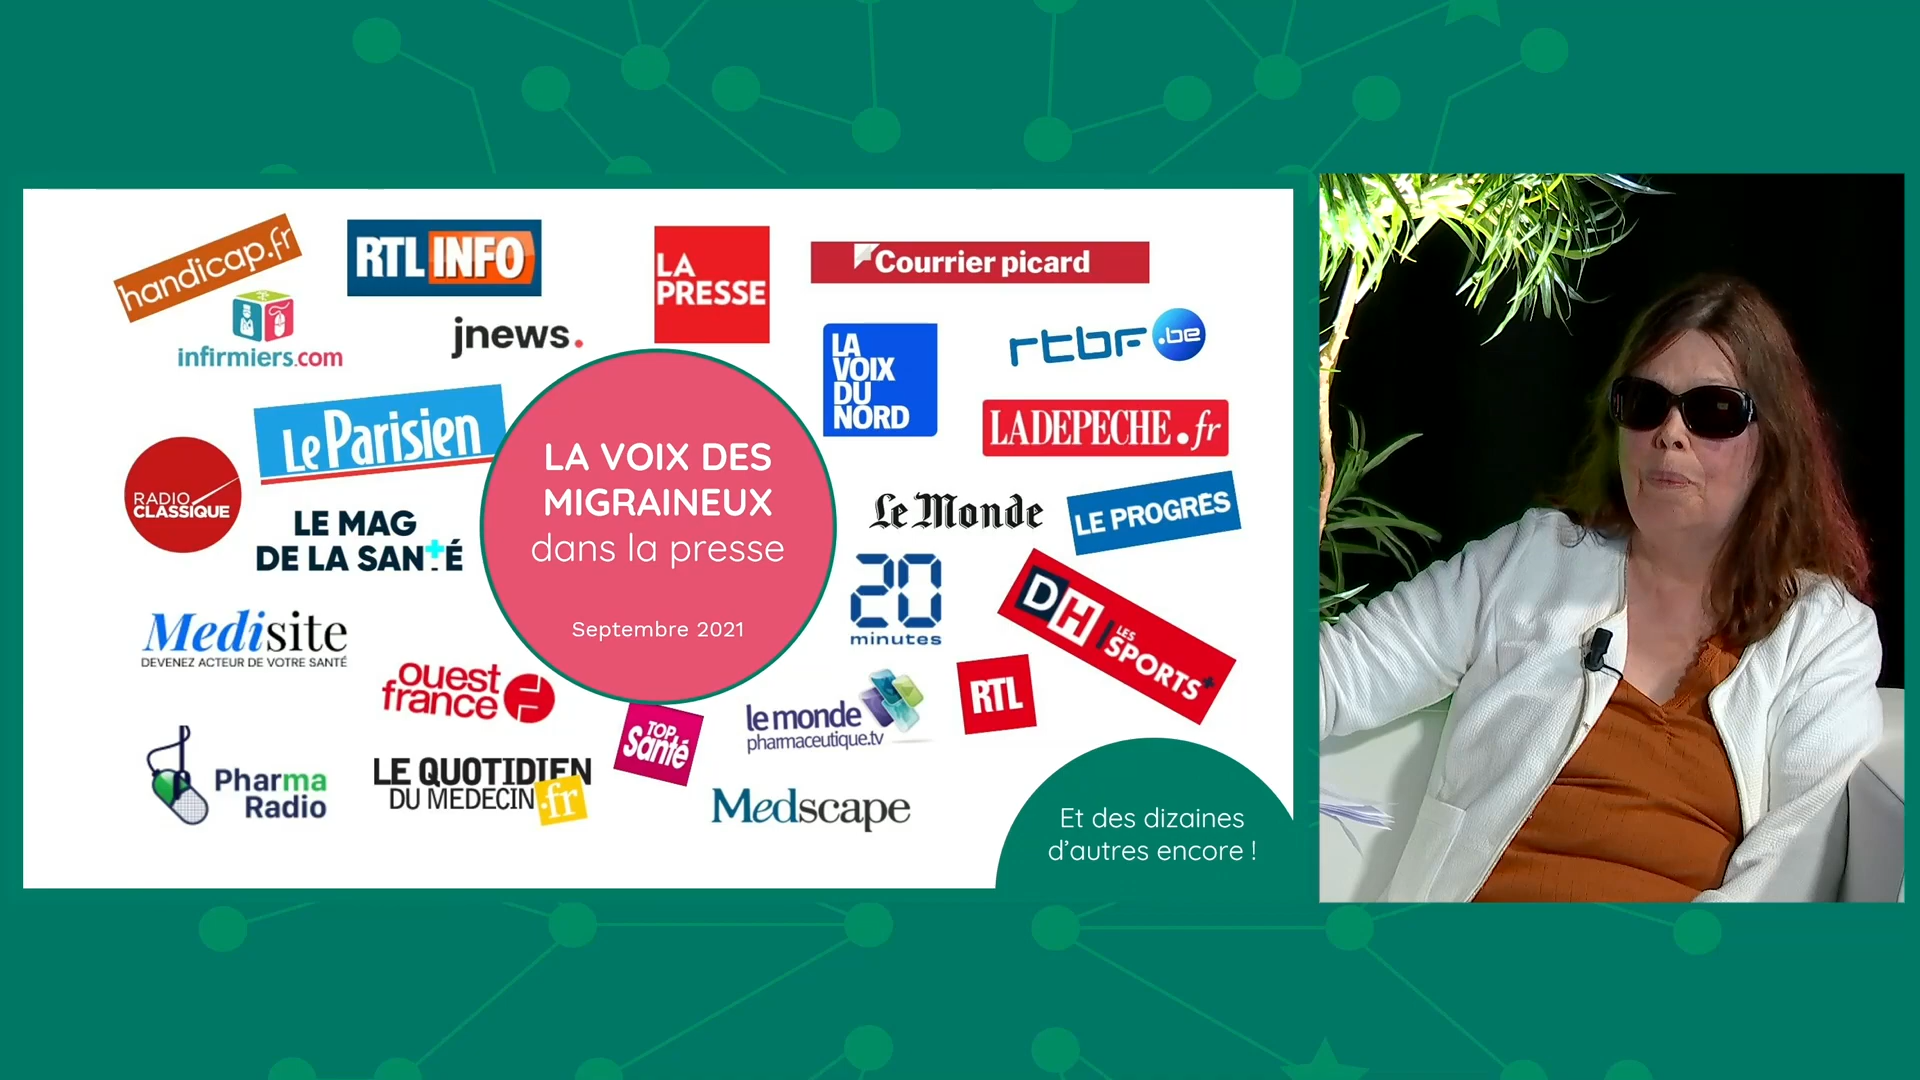 handicap.fr
RTL INFO
LA
PRESSE
Courrier picard
infirmiers.com
jnews.
LA
VOIX
DU
NORD
rtbf .be
Le Parisien
LADEPECHE.fr
RADIO
CLASSIQUE
LE MAG
DE LA SANTÉ
LA VOIX DES
MIGRAINEUX
dans la presse
Septembre 2021
Le Monde
LE PROGRÈS
20
minutes
DH LES
SPORTS+
Medisite
DEVENEZ ACTEUR DE VOTRE SANTÉ
ouest
france
TOP
Santé
le monde
pharmaceutique.tv
RTL
Pharma
Radio
LE QUOTIDIEN
DU MEDECIN.fr
Medscape
Et des dizaines
d'autres encore !